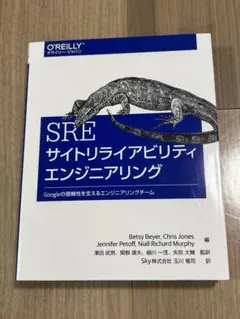 O'REILLY®
オライリー・ジャパン
SRE
サイトリライアビリティ
エンジニアリング
Googleの信頼性を支えるエンジニアリングチーム
Betsy Beyer, Chris Jones
Jennifer Petoff, Niall Richard Murphy 編
澤田 武男、関根 達夫、細川 一茂、矢吹 大輔 監訳
Sky株式会社 玉川 竜司 訳